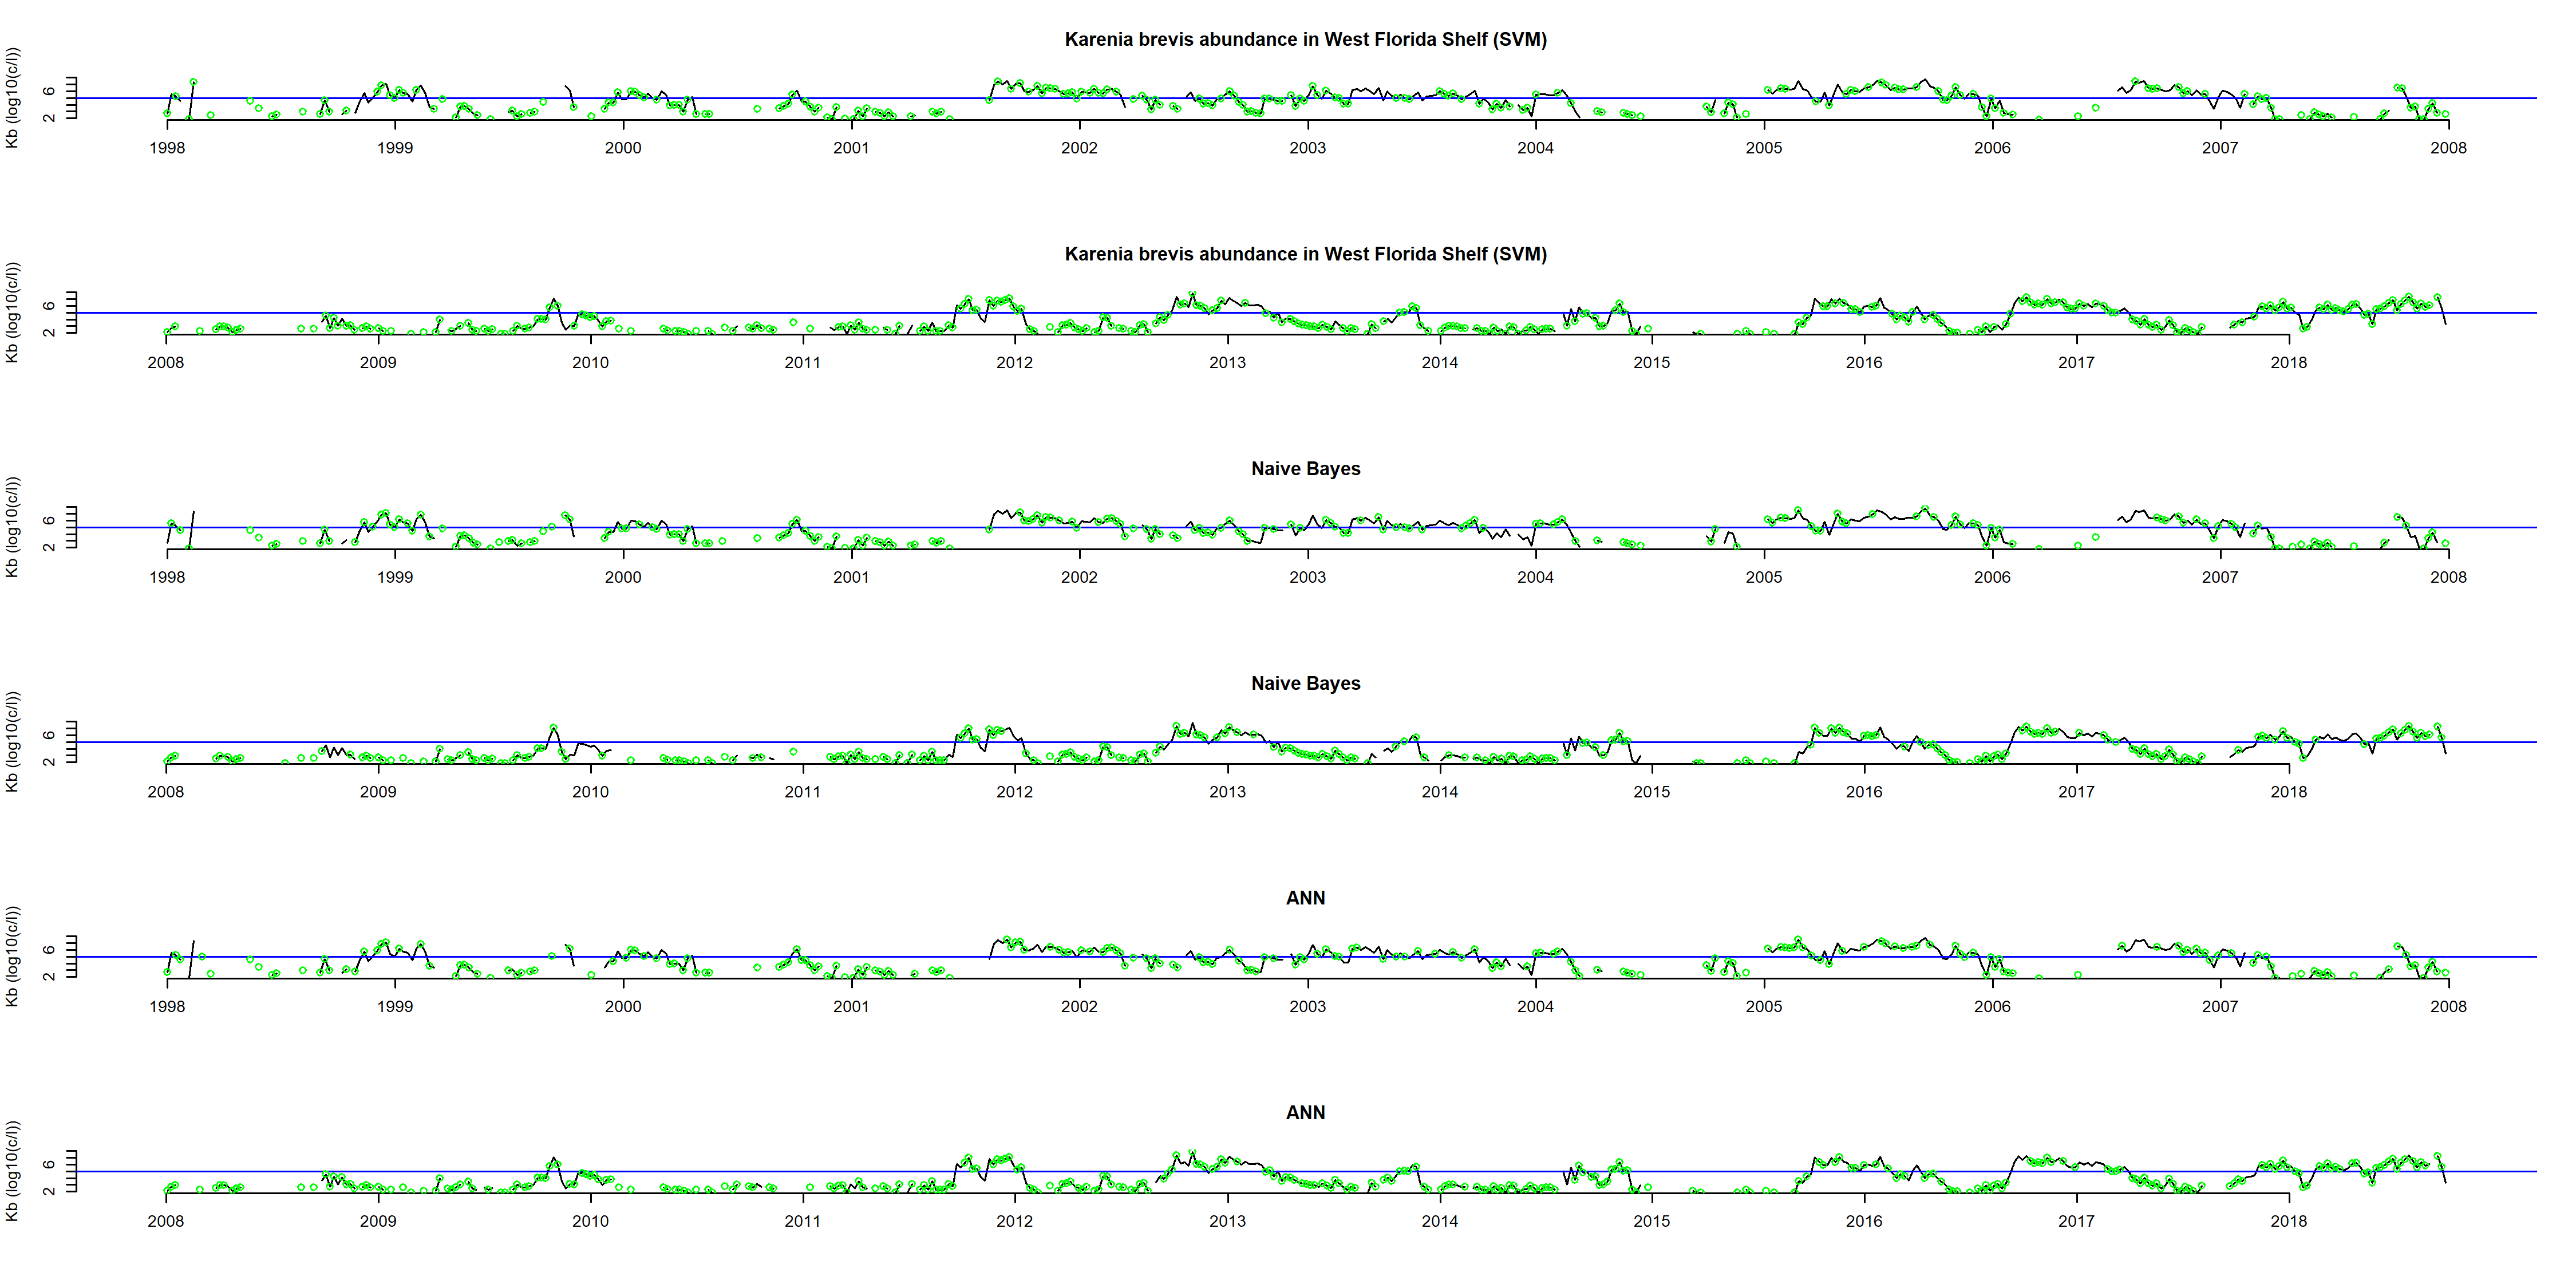 Karenia brevis abundance in West Florida Shelf (SVM)
Kb (log10(c/l))
6
2
1998 1999 2000 2001 2002 2003 2004 2005 2006 2007 2008
Karenia brevis abundance in West Florida Shelf (SVM)
Kb (log10(c/l))
6
2
2008 2009 2010 2011 2012 2013 2014 2015 2016 2017 2018
Naive Bayes
Kb (log10(c/l))
6
2
1998 1999 2000 2001 2002 2003 2004 2005 2006 2007 2008
Naive Bayes
Kb (log10(c/l))
6
2
2008 2009 2010 2011 2012 2013 2014 2015 2016 2017 2018
ANN
Kb (log10(c/l))
6
2
1998 1999 2000 2001 2002 2003 2004 2005 2006 2007 2008
ANN
Kb (log10(c/l))
6
2
2008 2009 2010 2011 2012 2013 2014 2015 2016 2017 2018